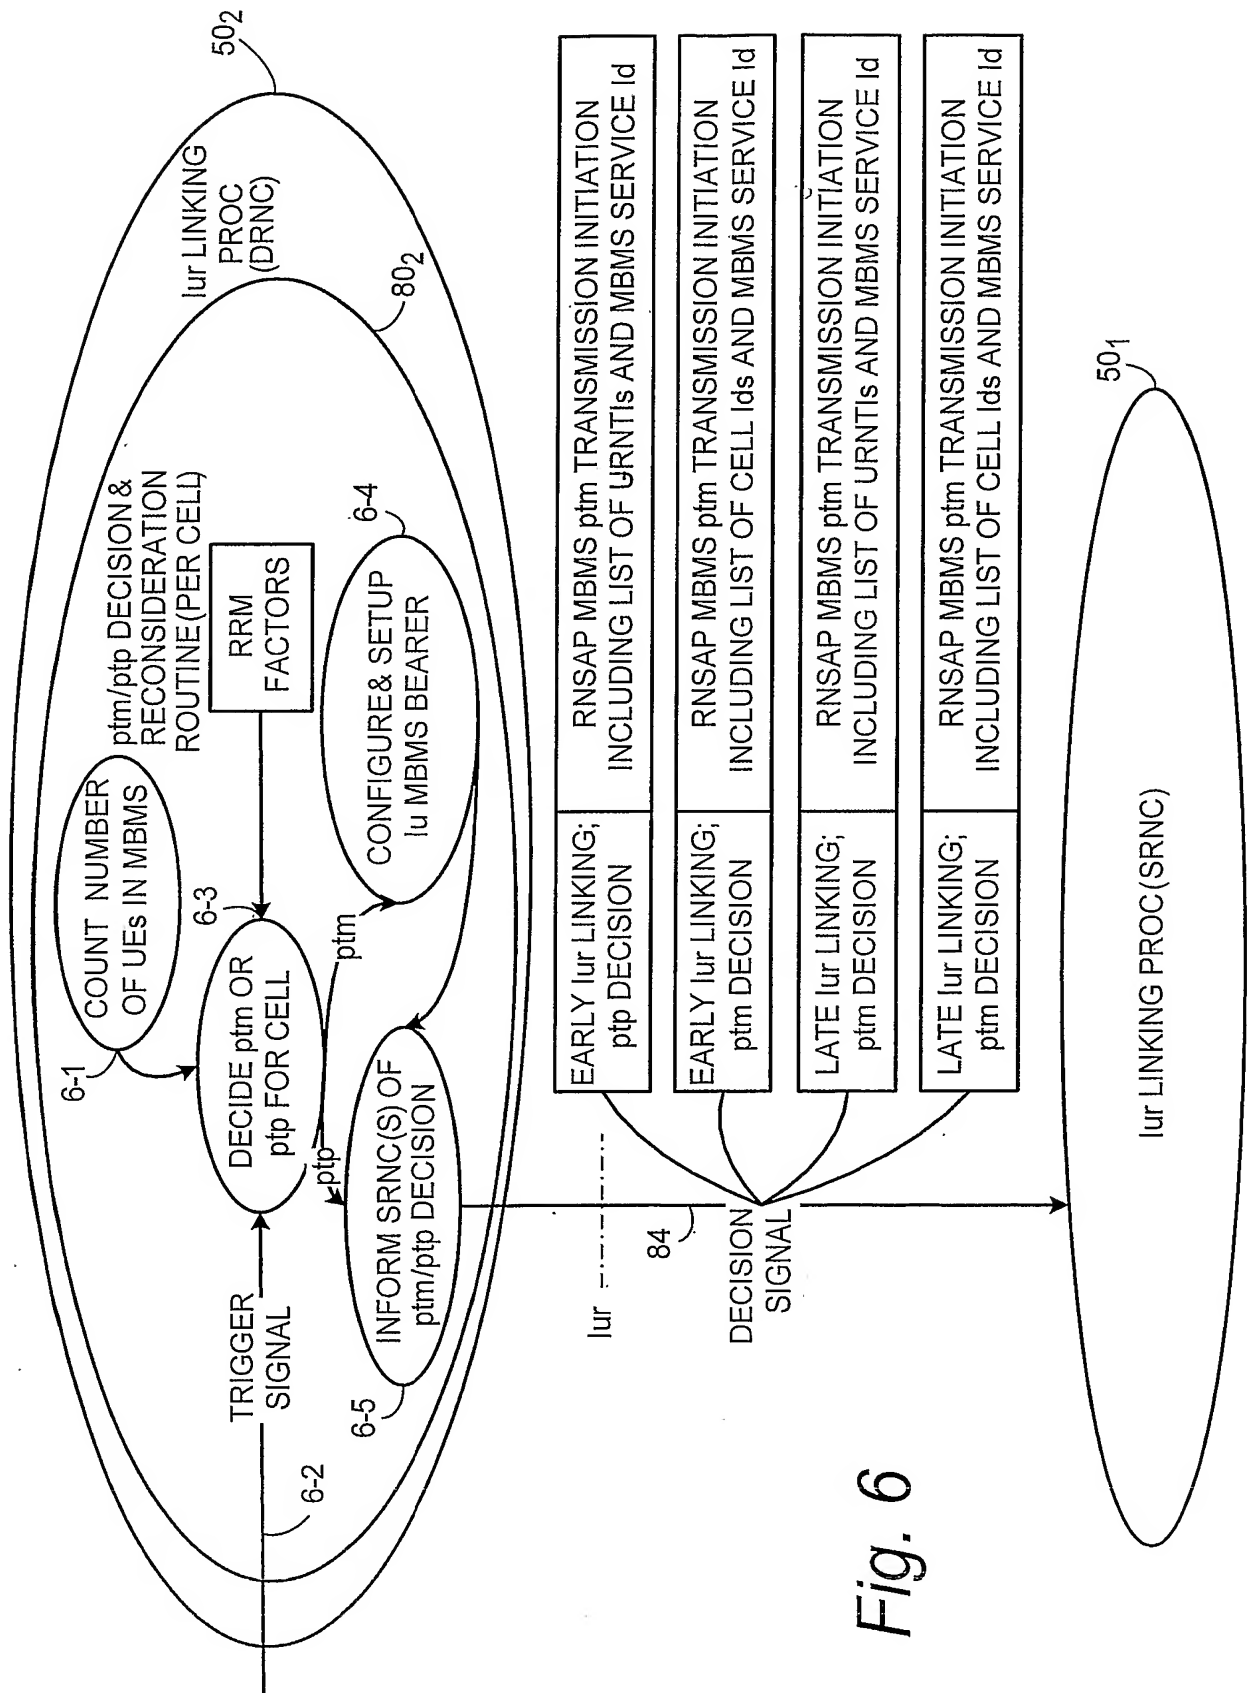 50₂
Iur LINKING
PROC
(DRNC)
80₂
ptm/ptp DECISION &
RECONSIDERATION
ROUTINE(PER CELL)
COUNT NUMBER
OF UEs IN MBMS
6-1
RRM
FACTORS
6-3
6-4
DECIDE ptm OR
ptp FOR CELL
CONFIGURE& SETUP
Iu MBMS BEARER
ptm
ptp
TRIGGER
SIGNAL
6-2
INFORM SRNC(S) OF
ptm/ptp DECISION
6-5
Iur
84
DECISION
SIGNAL
EARLY Iur LINKING;
ptp DECISION
RNSAP MBMS ptm TRANSMISSION INITIATION
INCLUDING LIST OF URNTIs AND MBMS SERVICE Id
EARLY Iur LINKING;
ptm DECISION
RNSAP MBMS ptm TRANSMISSION INITIATION
INCLUDING LIST OF CELL Ids AND MBMS SERVICE Id
LATE Iur LINKING;
ptm DECISION
RNSAP MBMS ptm TRANSMISSION INITIATION
INCLUDING LIST OF URNTIs AND MBMS SERVICE Id
LATE Iur LINKING;
ptm DECISION
RNSAP MBMS ptm TRANSMISSION INITIATION
INCLUDING LIST OF CELL Ids AND MBMS SERVICE Id
50₁
Iur LINKING PROC(SRNC)
Fig. 6